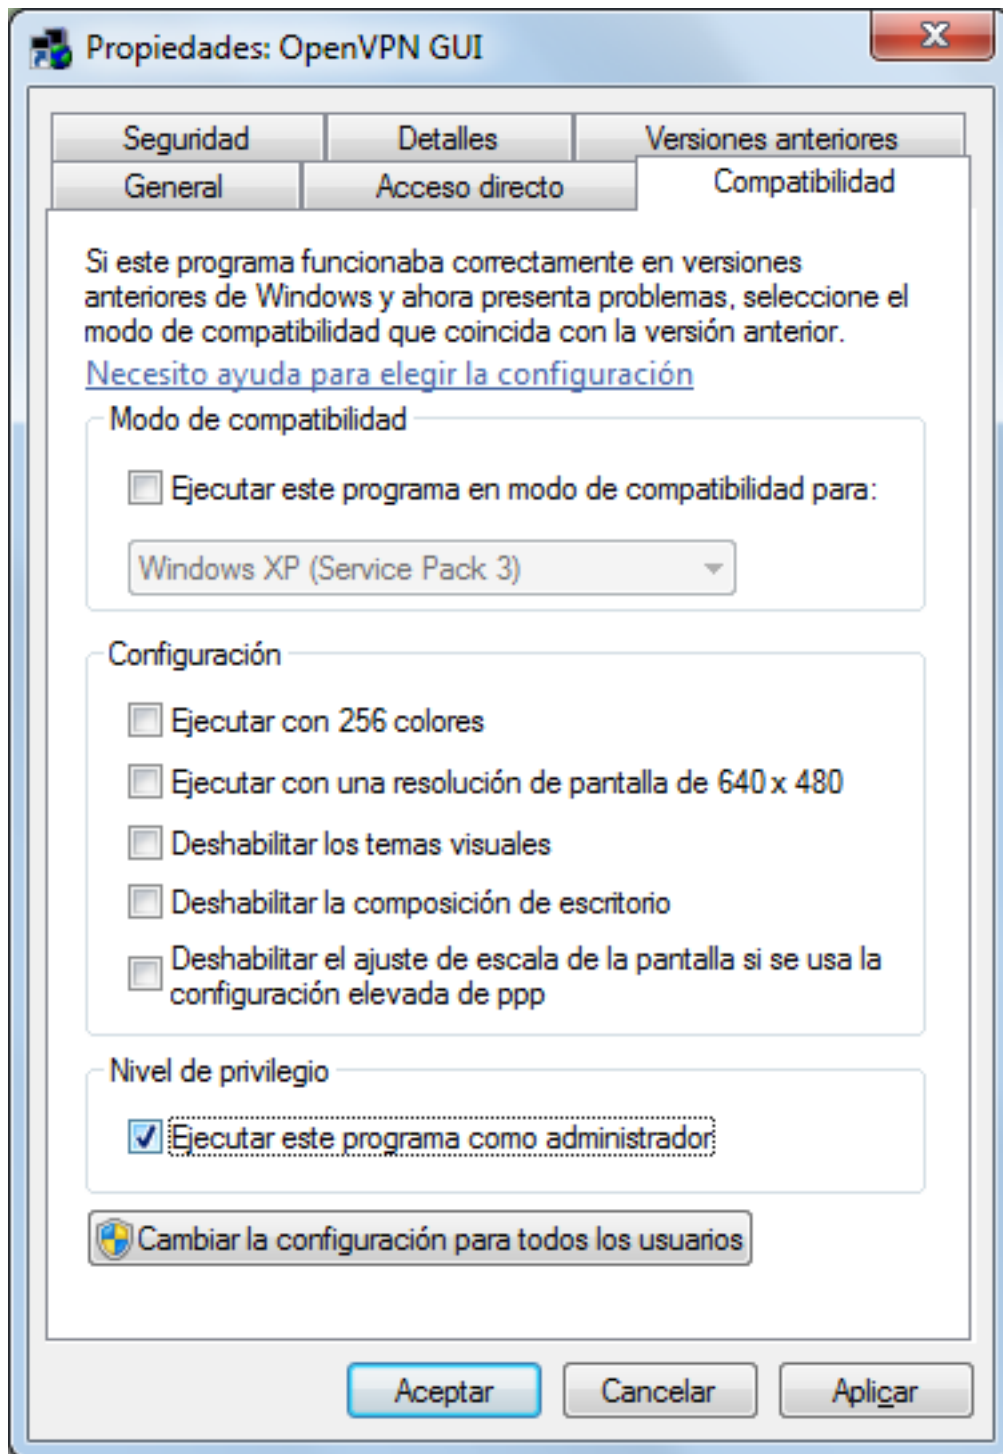 Propiedades: OpenVPN GUI
x
Seguridad
Detalles
Versiones anteriores
General
Acceso directo
Compatibilidad
Si este programa funcionaba correctamente en versiones
anteriores de Windows y ahora presenta problemas, seleccione el
modo de compatibilidad que coincida con la versión anterior.
Necesito ayuda para elegir la configuración
Modo de compatibilidad
Ejecutar este programa en modo de compatibilidad para:
Windows XP (Service Pack 3)
Configuración
Ejecutar con 256 colores
Ejecutar con una resolución de pantalla de 640 x 480
Deshabilitar los temas visuales
Deshabilitar la composición de escritorio
Deshabilitar el ajuste de escala de la pantalla si se usa la
configuración elevada de ppp
Nivel de privilegio
Ejecutar este programa como administrador
Cambiar la configuración para todos los usuarios
Aceptar
Cancelar
Aplicar